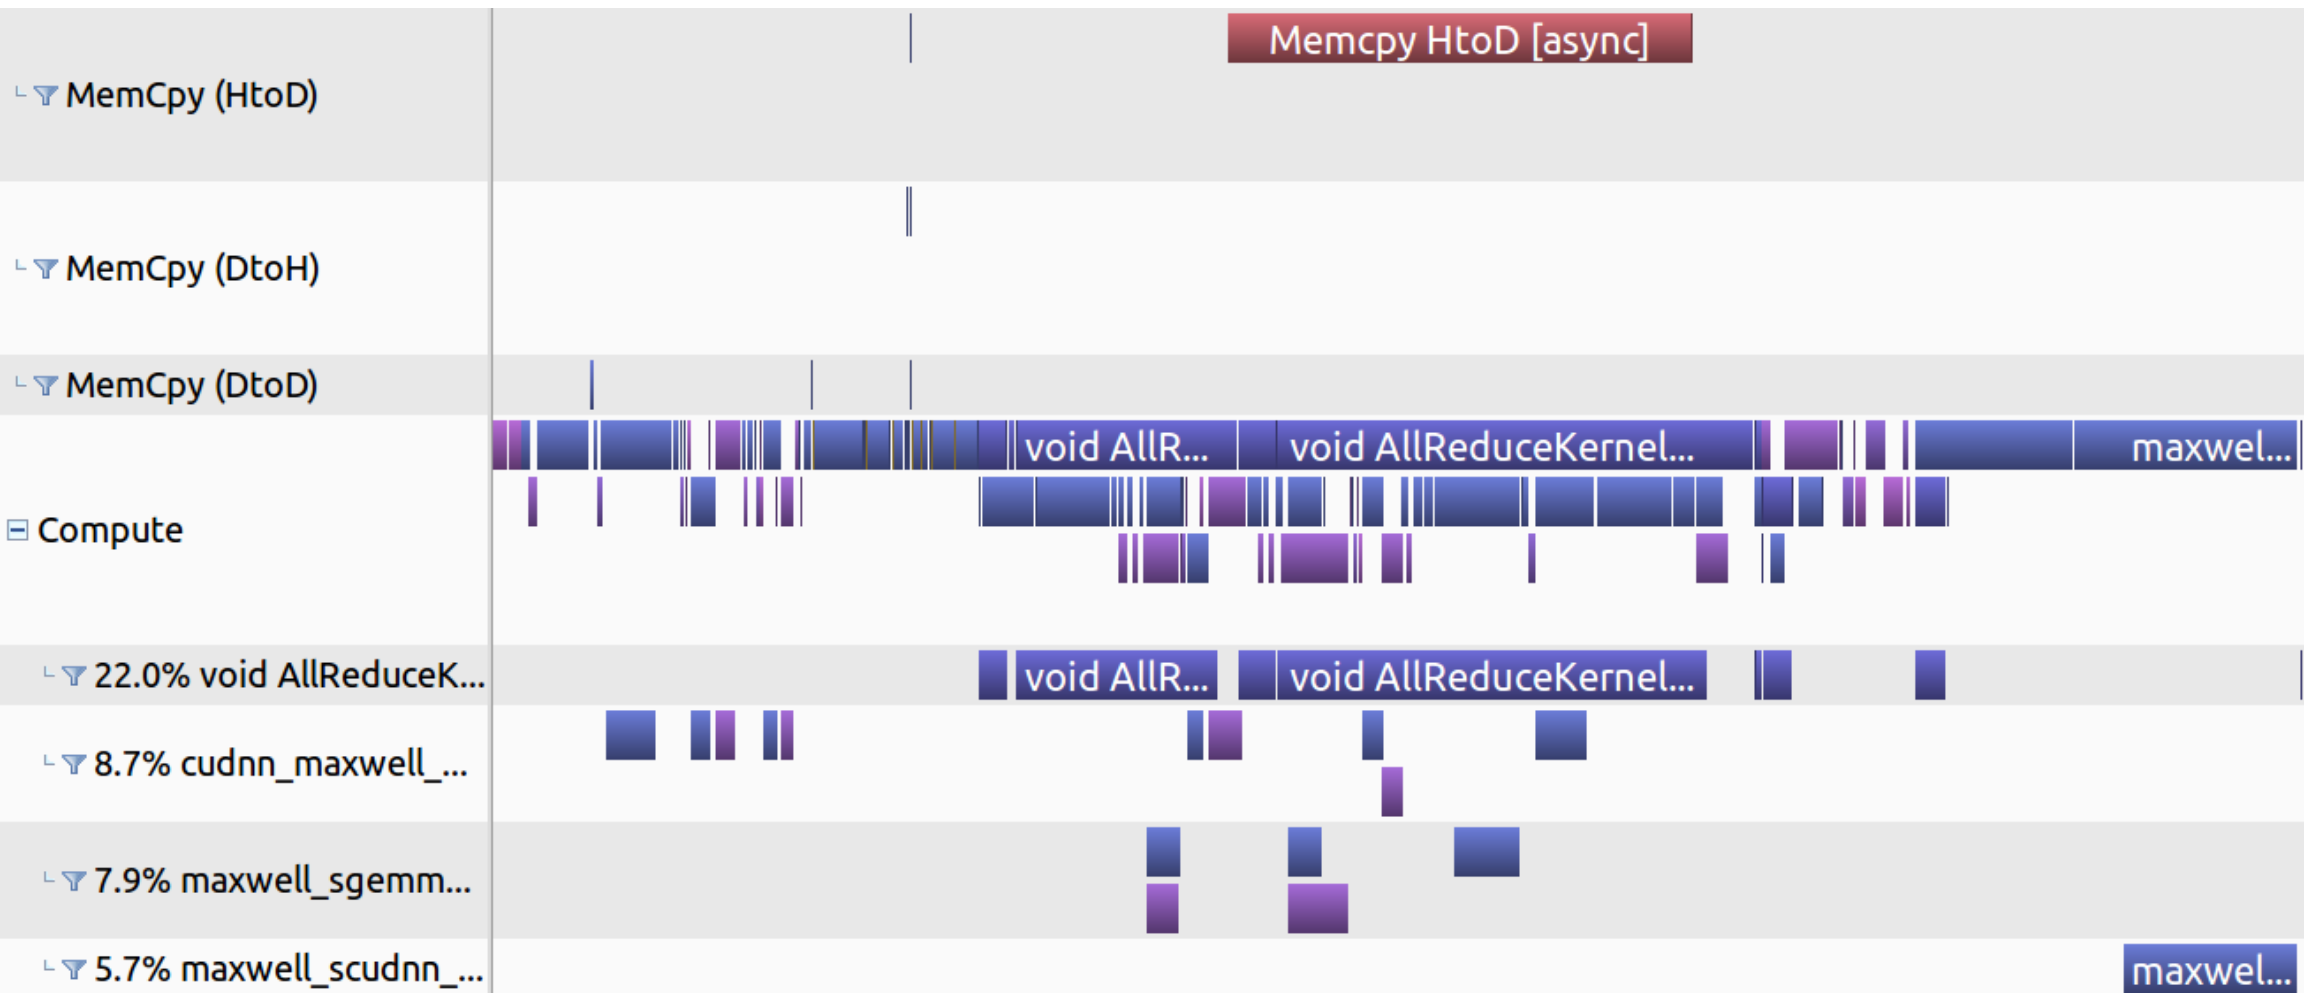 Memcpy HtoD [async]
MemCpy (HtoD)
MemCpy (DtoH)
MemCpy (DtoD)
void AllR... void AllReduceKernel... maxwel...
Compute
22.0% void AllReduceK... void AllR... void AllReduceKernel...
8.7% cudnn_maxwell_...
7.9% maxwell_sgemm...
5.7% maxwell_scudnn_... maxwel...